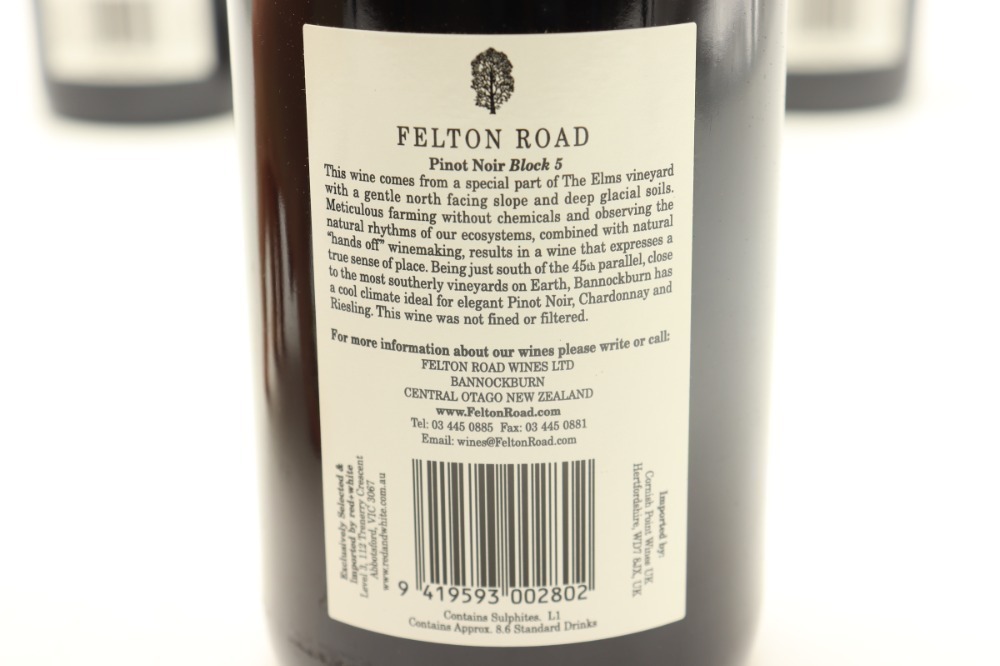 FELTON ROAD
Pinot Noir Block 5
This wine comes from a special part of The Elms vineyard
with a gentle north facing slope and deep glacial soils.
Meticulous farming without chemicals and observing the
natural rhythms of our ecosystems, combined with natural
“hands off” winemaking, results in a wine that expresses a
true sense of place. Being just south of the 45th parallel, close
to the most southerly vineyards on Earth, Bannockburn has
a cool climate ideal for elegant Pinot Noir, Chardonnay and
Riesling. This wine was not fined or filtered.
For more information about our wines please write or call:
FELTON ROAD WINES LTD
BANNOCKBURN
CENTRAL OTAGO NEW ZEALAND
www.FeltonRoad.com
Tel: 03 445 0885 Fax: 03 445 0881
Email: wines@FeltonRoad.com
Exclusively Selected &
Imported by red+white
Level 3, 112 Trenerry Crescent
Abbotsford, VIC 3067
www.redandwhite.com.au
Imported by:
Cornish Point Wines UK
Hertfordshire, WD7 8JX, UK
9 419593 002802
Contains Sulphites. L1
Contains Approx. 8.6 Standard Drinks